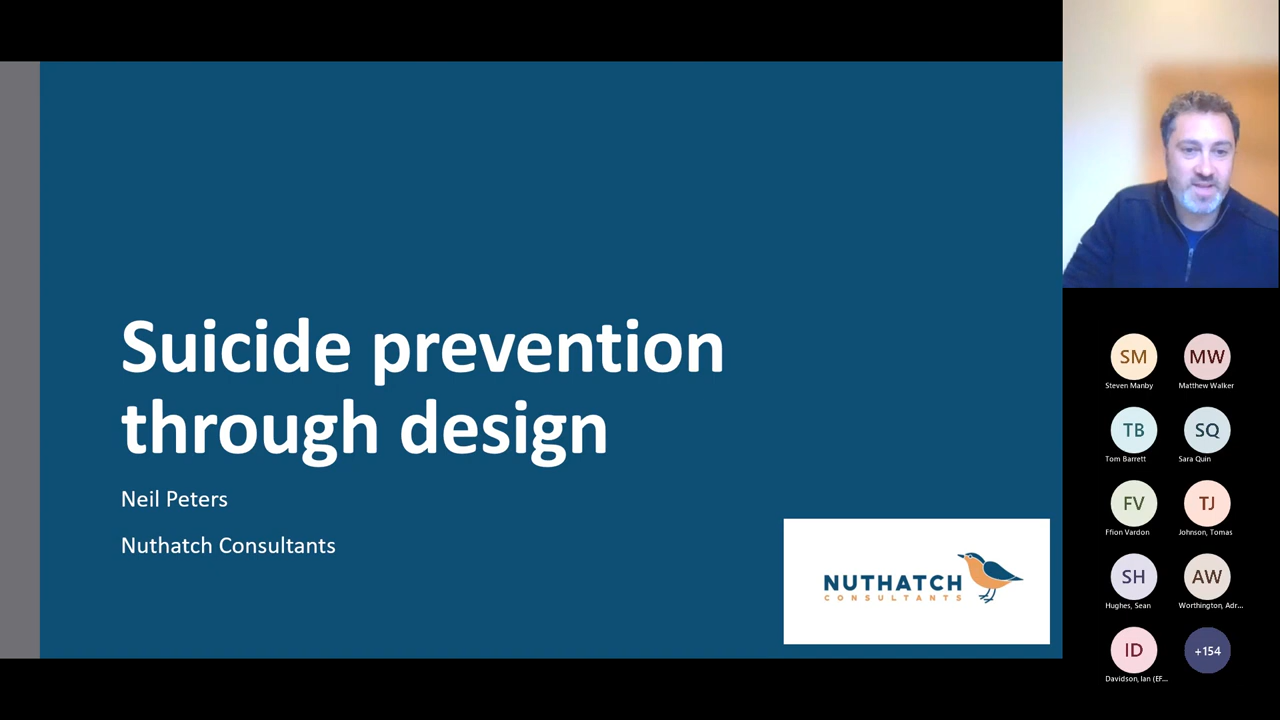 Suicide prevention
through design
Neil Peters
Nuthatch Consultants
NUTHATCH
CONSULTANTS
SM
MW
Steven Manby
Matthew Walker
TB
SQ
Tom Barrett
Sara Quin
FV
TJ
Ffion Vardon
Johnson, Tomas
SH
AW
Hughes, Sean
Worthington, Adr...
ID
+154
Davidson, Ian (EF...